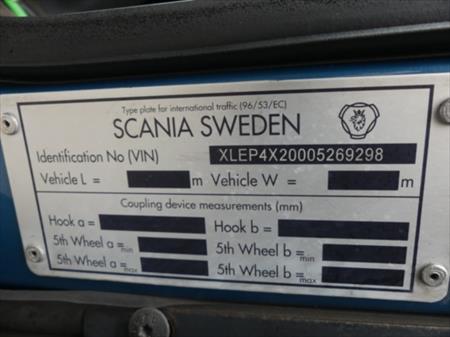 Type plate for international traffic (96/53/EC)
SCANIA SWEDEN
Identification No (VIN) XLEP4X20005269298
Vehicle L = m Vehicle W = m
Coupling device measurements (mm)
Hook a = Hook b =
5th Wheel a = min 5th Wheel b = min
5th Wheel a = max 5th Wheel b = max